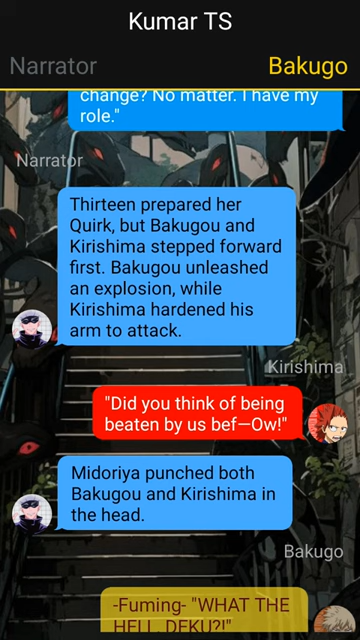 Kumar TS
Narrator
Bakugo
change? No matter. I have my
role."
Narrator
Thirteen prepared her
Quirk, but Bakugou and
Kirishima stepped forward
first. Bakugou unleashed
an explosion, while
Kirishima hardened his
arm to attack.
Kirishima
"Did you think of being
beaten by us bef—Ow!"
Midoriya punched both
Bakugou and Kirishima in
the head.
Bakugo
-Fuming- "WHAT THE
HELL, DEKU?!"